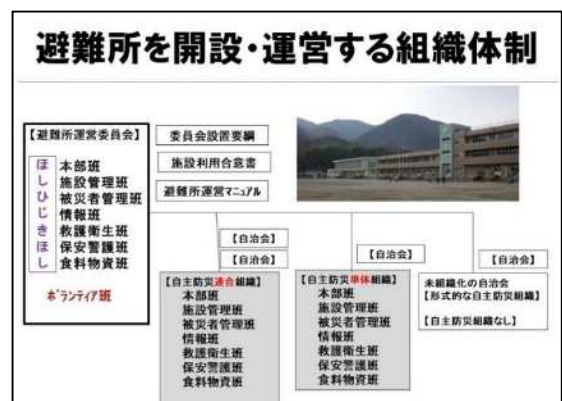 避難所を開設・運営する組織体制
【避難所運営委員会】
ほ 本部班
し 施設管理班
ひ 被災者管理班
じ 情報班
き 救護衛生班
ほ 保安警護班
し 食料物資班
ボランティア班
委員会設置要綱
施設利用合意書
避難所運営マニュアル
【自治会】
【自治会】
【自主防災連合組織】
本部班
施設管理班
被災者管理班
情報班
救護衛生班
保安警護班
食料物資班
【自治会】
【自主防災単体組織】
本部班
施設管理班
被災者管理班
情報班
救護衛生班
保安警護班
食料物資班
【自治会】
未組織化の自治会
【形式的な自主防災組織】
【自主防災組織なし】